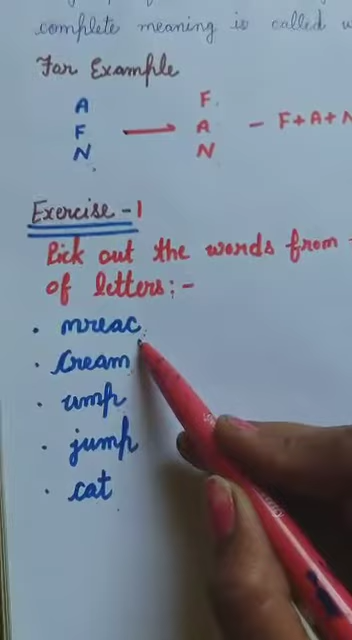 complete meaning is called
For Example
A F.
F → A - F+A+N
N N
Exercise-1
Pick out the words from
of letters:-
• mreac
• Cream
• ump
• jump
• cat